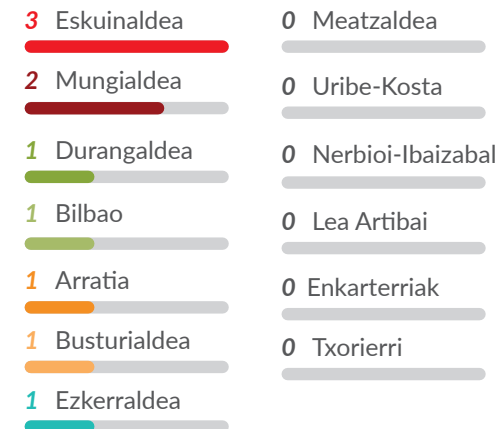 3 Eskuinaldea
2 Mungialdea
1 Durangaldea
1 Bilbao
1 Arratia
1 Busturialdea
1 Ezkerraldea
0 Meatzaldea
0 Uribe-Kosta
0 Nerbioi-Ibaizabal
0 Lea Artibai
0 Enkarterriak
0 Txorierri